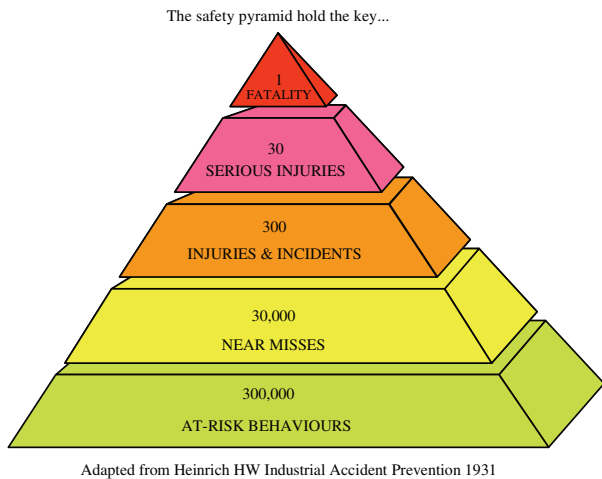 The safety pyramid hold the key...
1
FATALITY
30
SERIOUS INJURIES
300
INJURIES & INCIDENTS
30,000
NEAR MISSES
300,000
AT-RISK BEHAVIOURS
Adapted from Heinrich HW Industrial Accident Prevention 1931